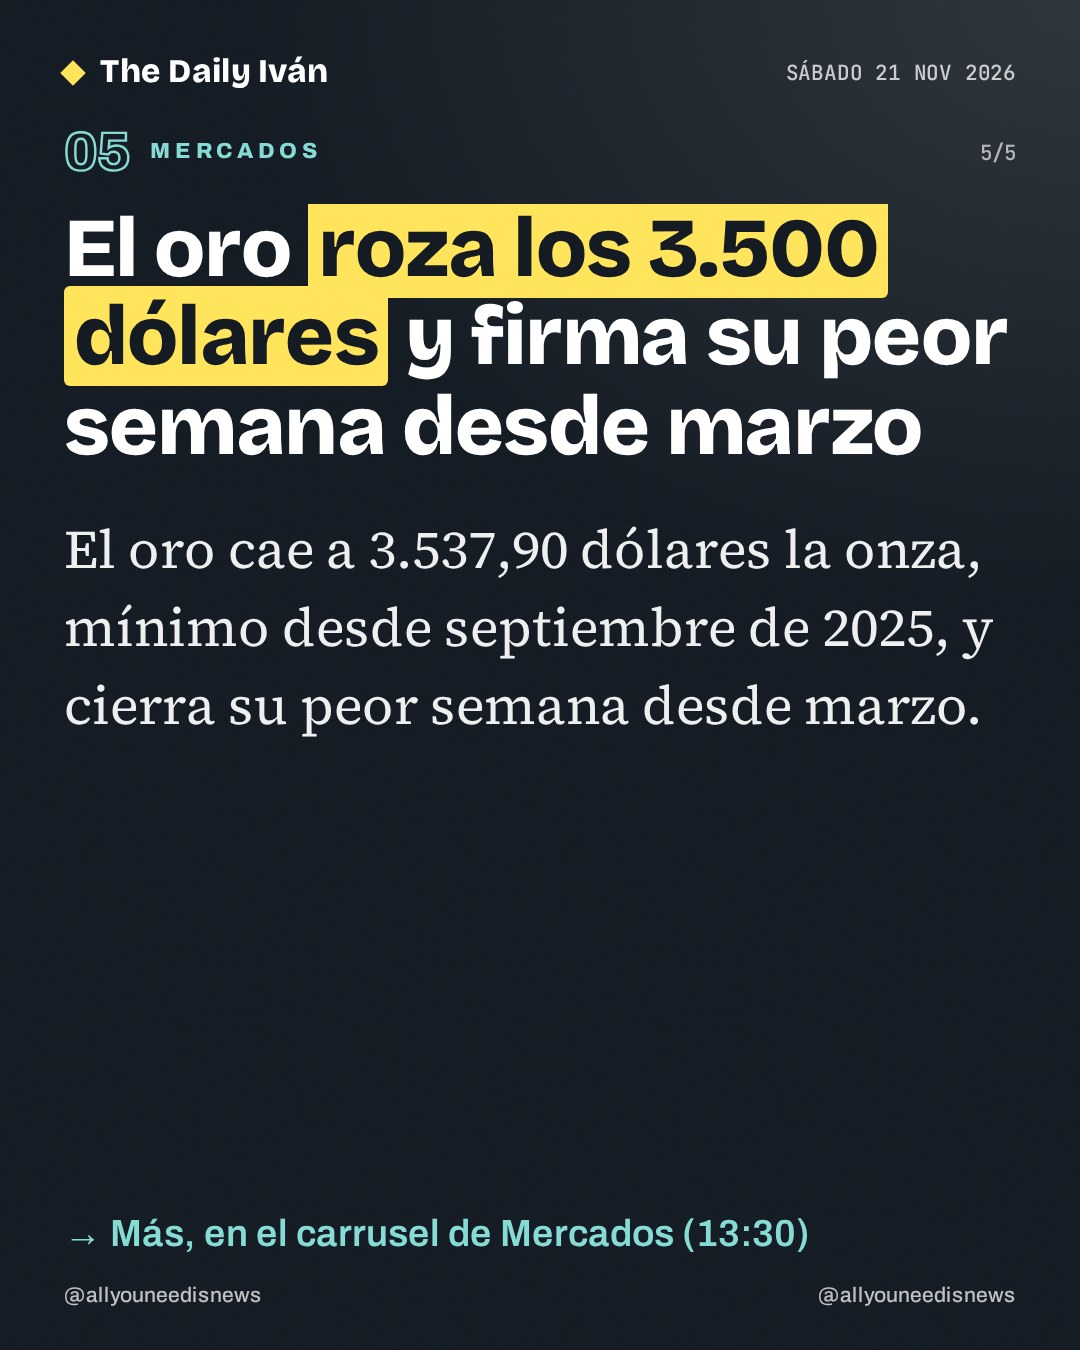 The Daily Iván
SÁBADO 21 NOV 2026
05 MERCADOS
5/5
El oro roza los 3.500
dólares y firma su peor
semana desde marzo
El oro cae a 3.537,90 dólares la onza,
mínimo desde septiembre de 2025, y
cierra su peor semana desde marzo.
→ Más, en el carrusel de Mercados (13:30)
@allyouneedisnews
@allyouneedisnews